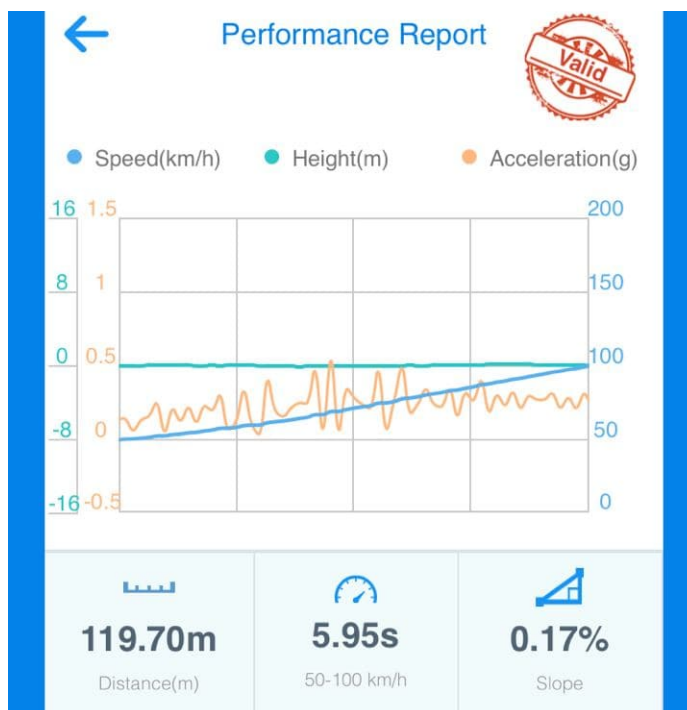 Performance Report
Valid
Speed(km/h) Height(m) Acceleration(g)
16 1.5 200
8 1 150
0 0.5 100
-8 0 50
-16 -0.5 0
119.70m 5.95s 0.17%
Distance(m) 50-100 km/h Slope